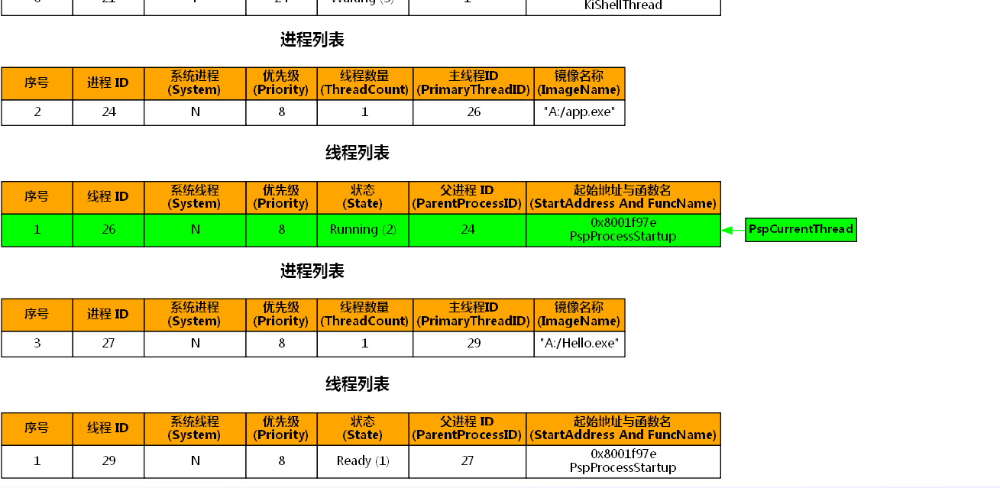 KiShellThread
进程列表
序号 进程 ID 系统进程 (System) 优先级 (Priority) 线程数量 (ThreadCount) 主线程ID (PrimaryThreadID) 镜像名称 (ImageName)
2 24 N 8 1 26 "A:/app.exe"
线程列表
序号 线程 ID 系统线程 (System) 优先级 (Priority) 状态 (State) 父进程 ID (ParentProcessID) 起始地址与函数名 (StartAddress And FuncName)
1 26 N 8 Running (2) 24 0x8001f97e PspProcessStartup PspCurrentThread
进程列表
序号 进程 ID 系统进程 (System) 优先级 (Priority) 线程数量 (ThreadCount) 主线程ID (PrimaryThreadID) 镜像名称 (ImageName)
3 27 N 8 1 29 "A:/Hello.exe"
线程列表
序号 线程 ID 系统线程 (System) 优先级 (Priority) 状态 (State) 父进程 ID (ParentProcessID) 起始地址与函数名 (StartAddress And FuncName)
1 29 N 8 Ready (1) 27 0x8001f97e PspProcessStartup